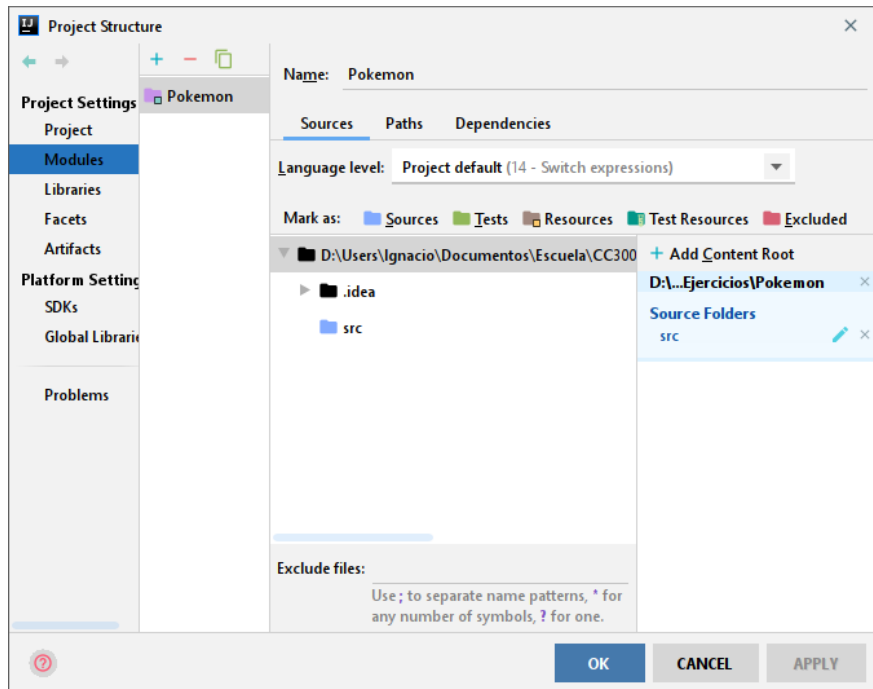 Project Structure
Project Settings
Project
Modules
Libraries
Facets
Artifacts
Platform Setting
SDKs
Global Librarie
Problems
Pokemon
Name: Pokemon
Sources Paths Dependencies
Language level: Project default (14 - Switch expressions)
Mark as: Sources Tests Resources Test Resources Excluded
D:\Users\Ignacio\Documentos\Escuela\CC300
.idea
src
+ Add Content Root
D:\...Ejercicios\Pokemon
Source Folders
src
Exclude files:
Use ; to separate name patterns, * for
any number of symbols, ? for one.
OK CANCEL APPLY